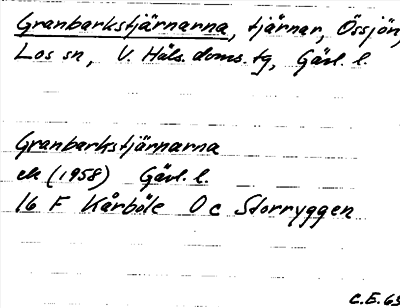 Granbarkstjärnarna, tjärnar, Össjön,
Los sn, V. Häls. doms. tg, Gävl. l.
Granbarkstjärnarna
ek (1958) Gävl. l.
16 F Kårböle 0 c Storryggen
C.E. 63